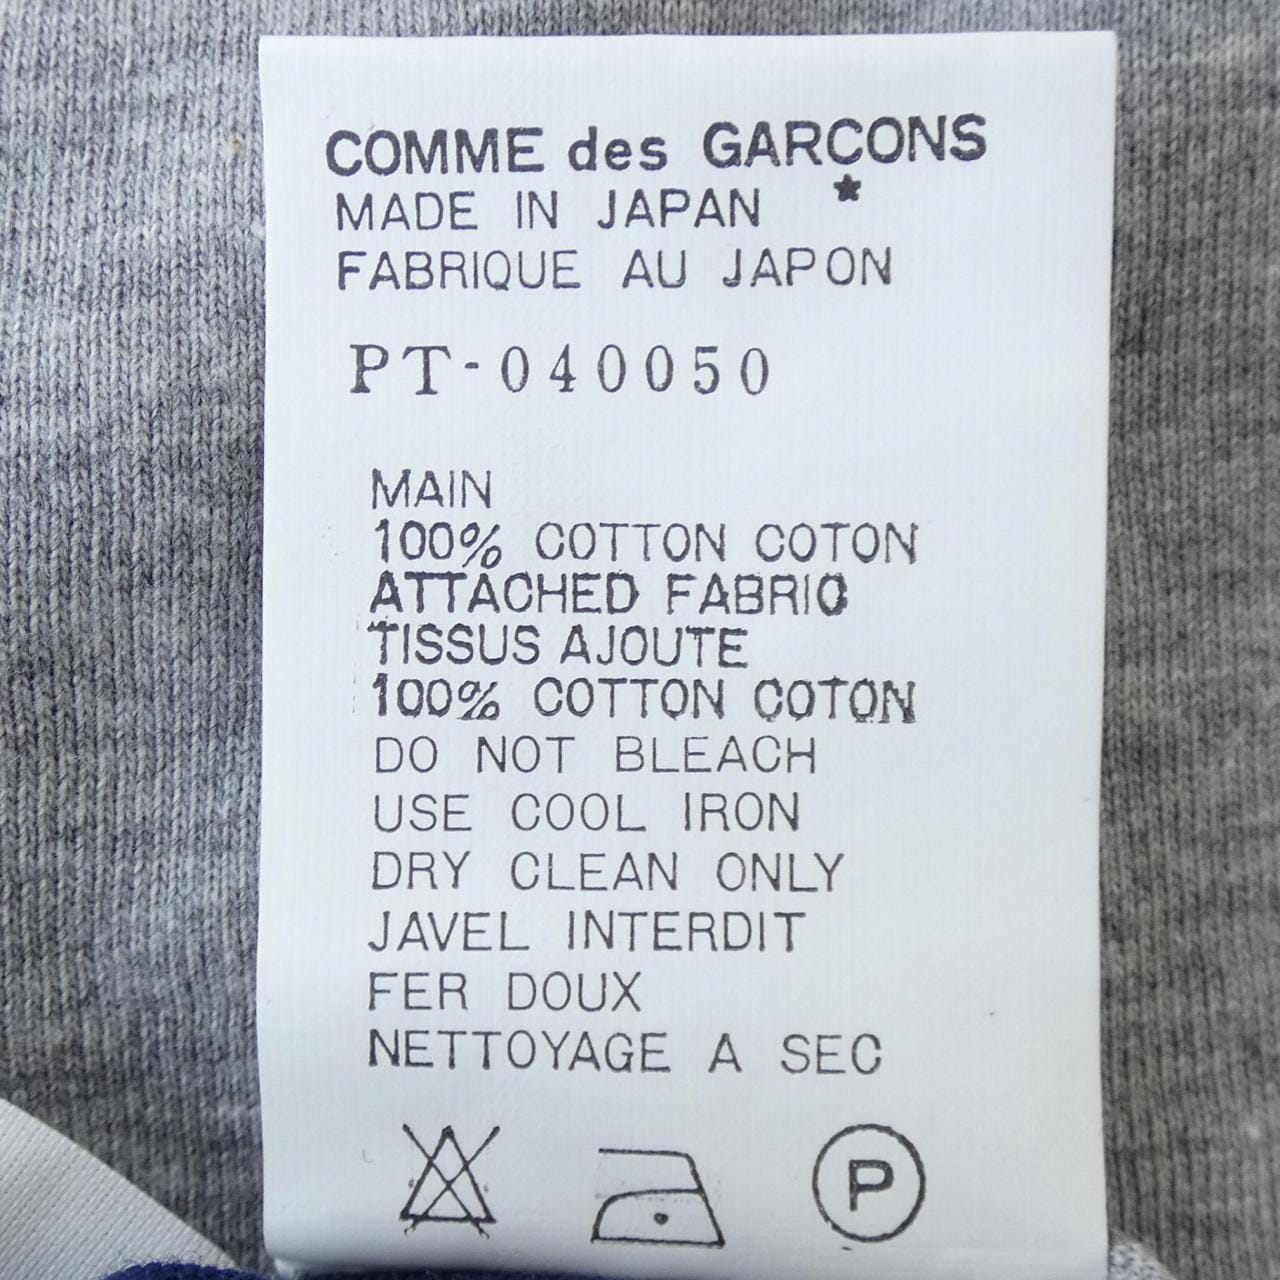 COMME des GARCONS
★
MADE IN JAPAN
FABRIQUE AU JAPON
PT-040050
MAIN
100% COTTON COTON
ATTACHED FABRIC
TISSUS AJOUTE
100% COTTON COTON
DO NOT BLEACH
USE COOL IRON
DRY CLEAN ONLY
JAVEL INTERDIT
FER DOUX
NETTOYAGE A SEC
P